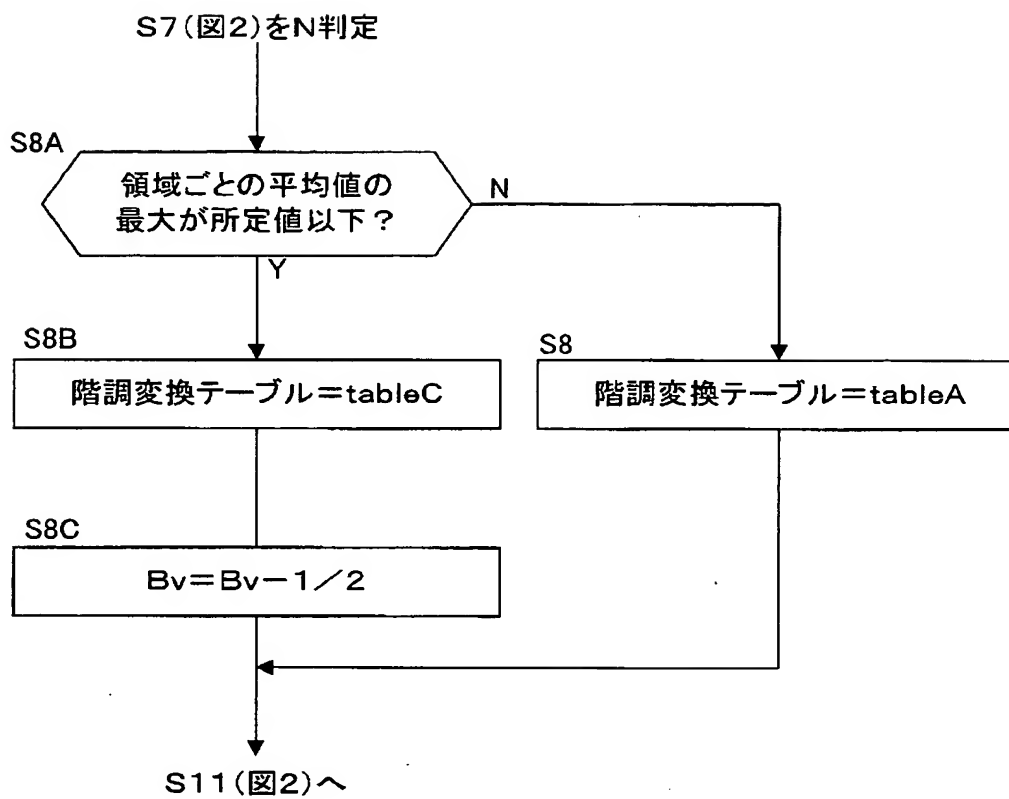 S7(図2)をN判定
S8A
領域ごとの平均値の
最大が所定値以下?
N
Y
S8B
階調変換テーブル=tableC
S8
階調変換テーブル=tableA
S8C
Bv=Bv-1/2
S11(図2)へ